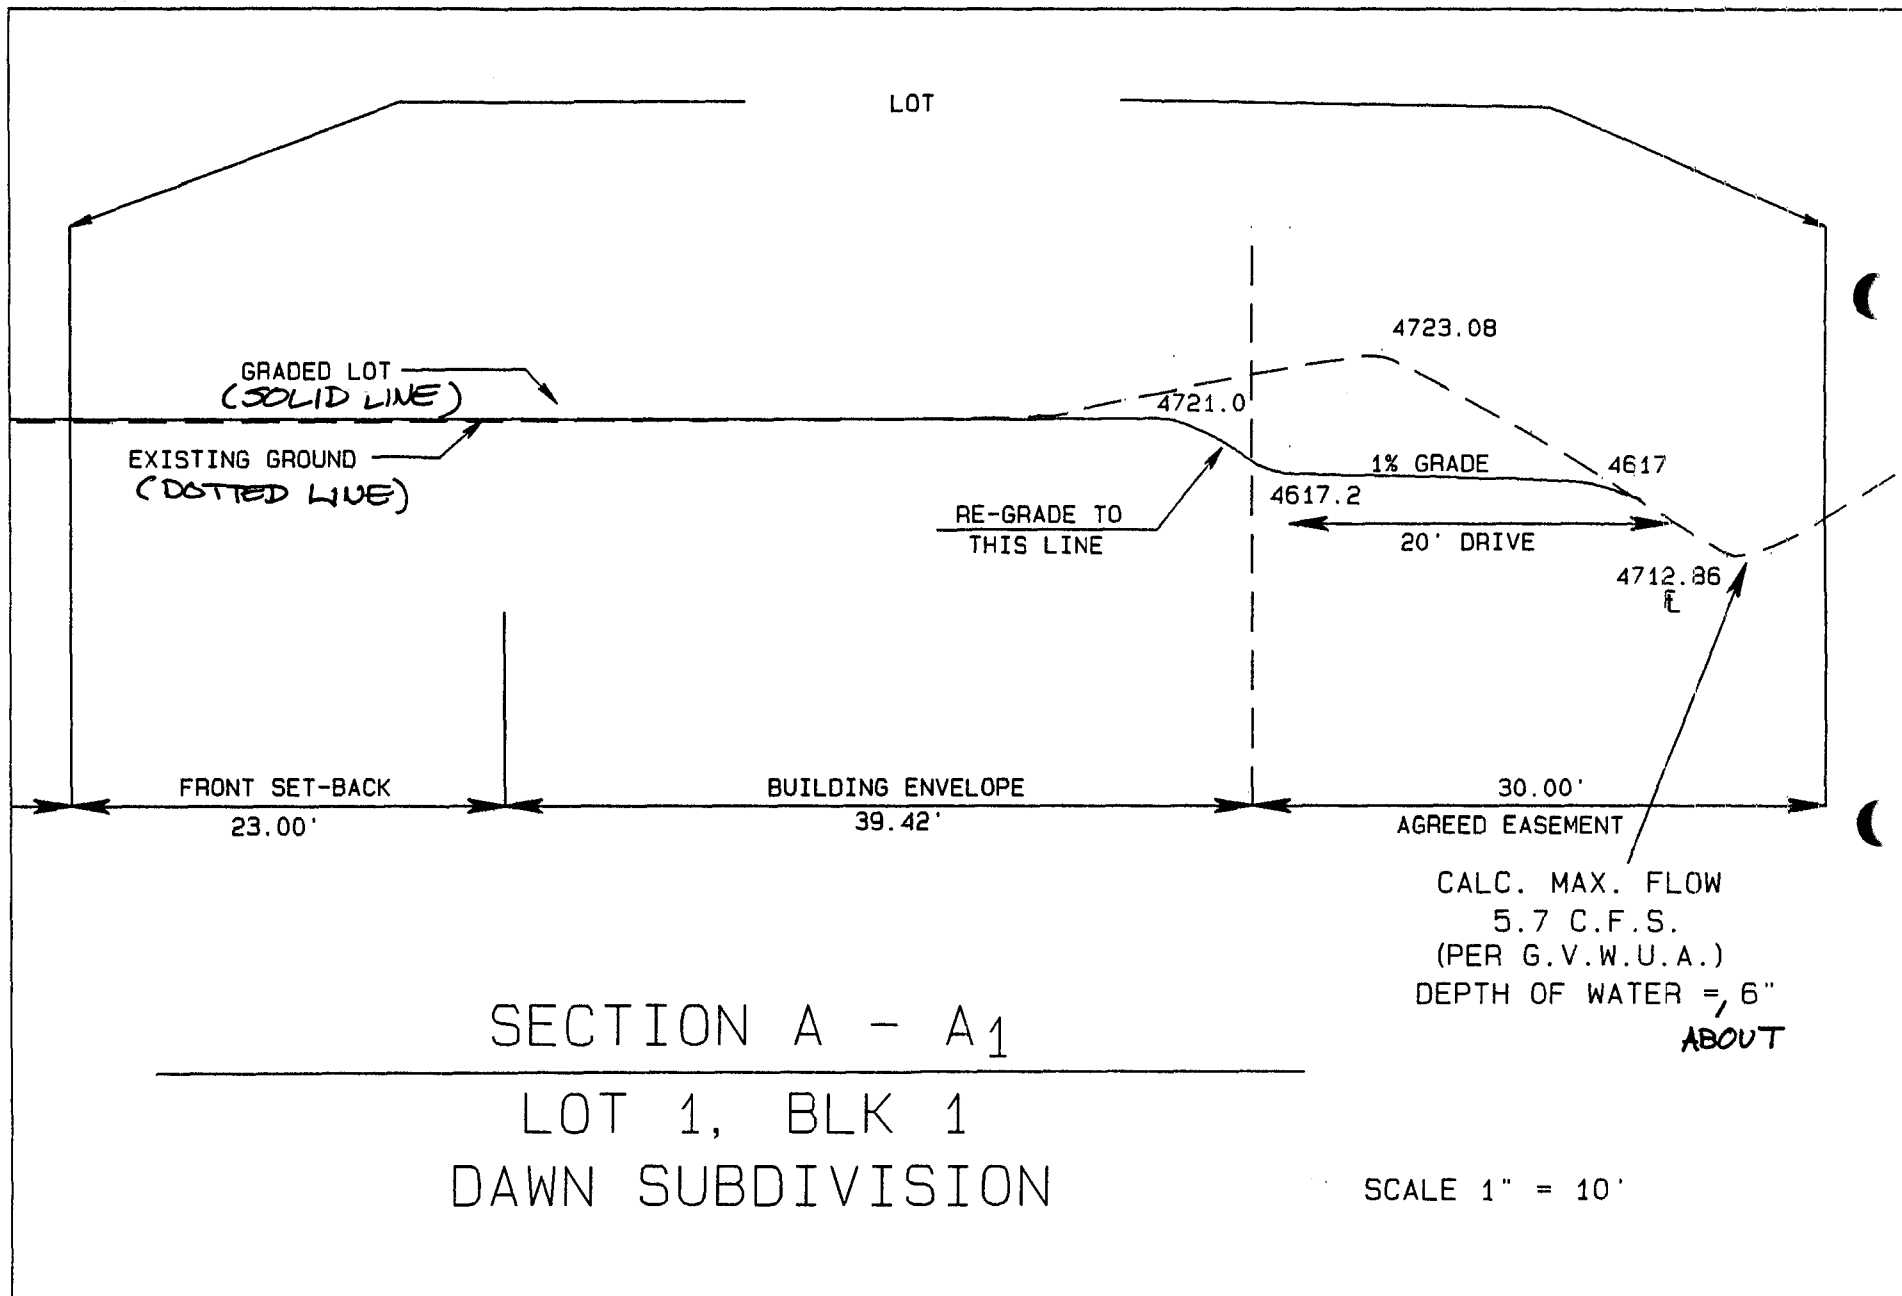 LOT
4723.08
GRADED LOT
(SOLID LINE)
4721.0
EXISTING GROUND
(DOTTED LINE)
1% GRADE
4617
4617.2
RE-GRADE TO
THIS LINE
20' DRIVE
4712.86
FRONT SET-BACK
23.00'
BUILDING ENVELOPE
39.42'
30.00'
AGREED EASEMENT
CALC. MAX. FLOW
5.7 C.F.S.
(PER G.V.W.U.A.)
DEPTH OF WATER =, 6"
ABOUT
SECTION A - A1
LOT 1, BLK 1
DAWN SUBDIVISION
SCALE 1" = 10'